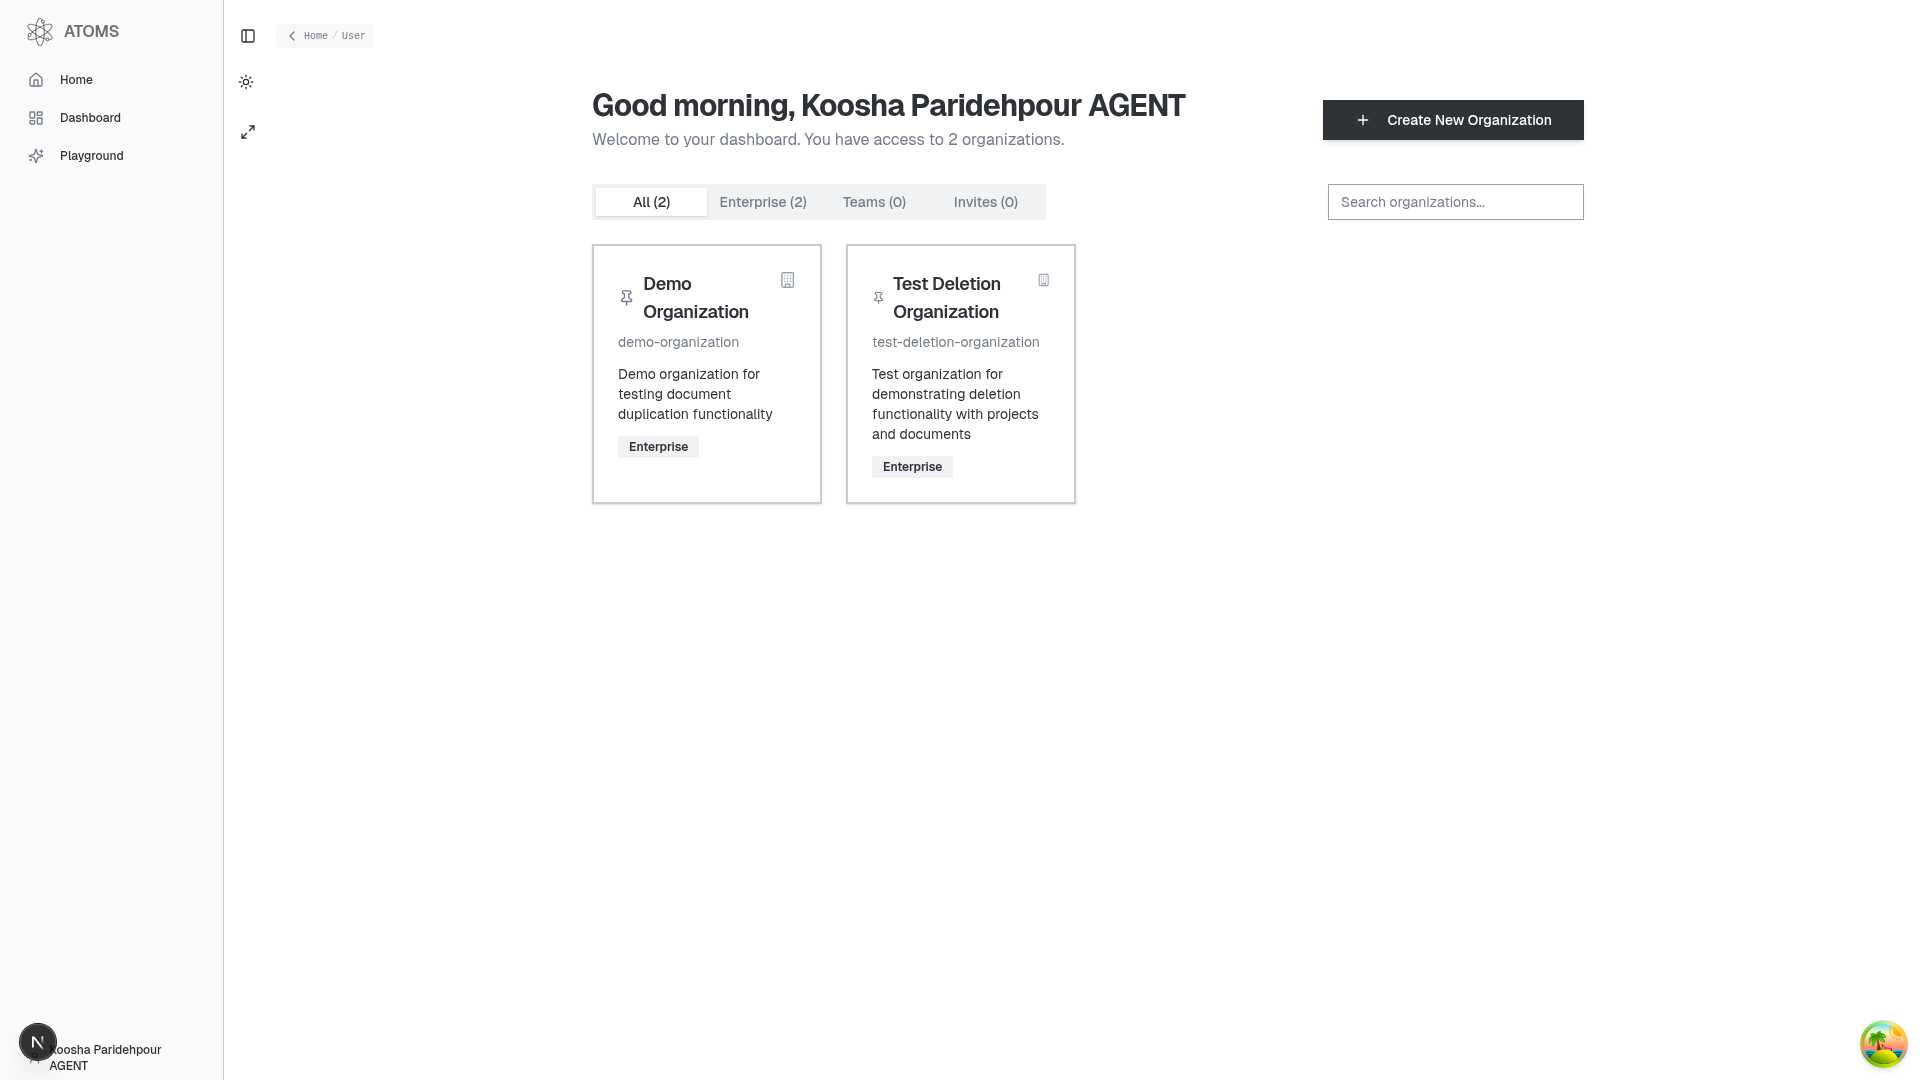 ATOMS
Home
Dashboard
Playground
Home / User
Good morning, Koosha Paridehpour AGENT
Welcome to your dashboard. You have access to 2 organizations.
Create New Organization
All (2)
Enterprise (2)
Teams (0)
Invites (0)
Search organizations...
Demo
Organization
demo-organization
Demo organization for
testing document
duplication functionality
Enterprise
Test Deletion
Organization
test-deletion-organization
Test organization for
demonstrating deletion
functionality with projects
and documents
Enterprise
N
Koosha Paridehpour
AGENT